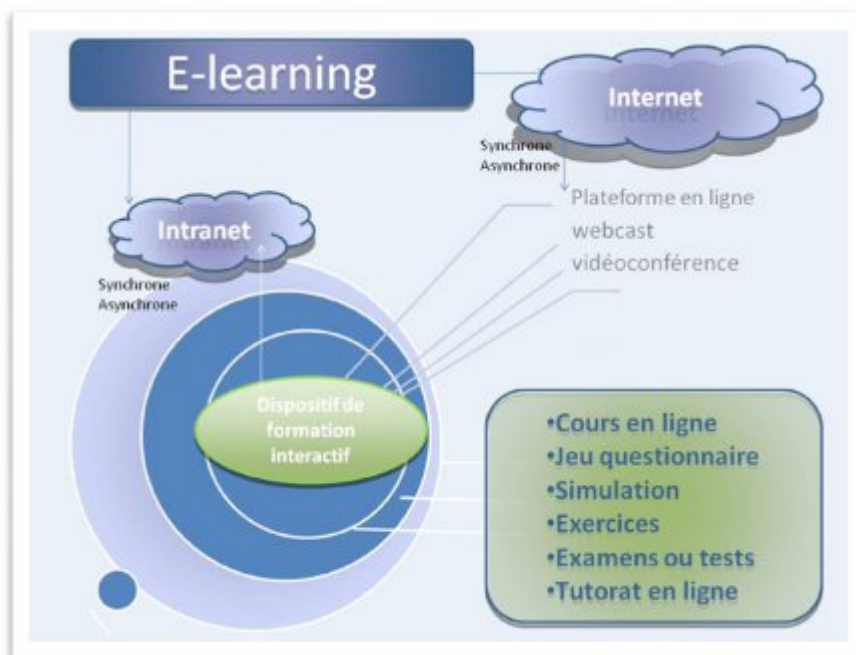 E-learning
Internet
Synchrone
Asynchrone
Plateforme en ligne
webcast
vidéoconférence
Intranet
Synchrone
Asynchrone
Dispositif de
formation
interactif
•Cours en ligne
•Jeu questionnaire
•Simulation
•Exercices
•Examens ou tests
•Tutorat en ligne